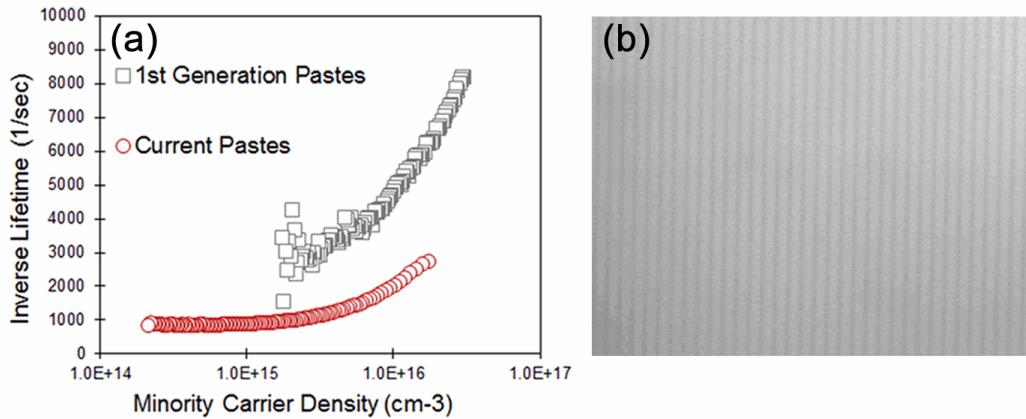 (a)
10000
9000
8000
7000
6000
5000
4000
3000
2000
1000
0
Inverse Lifetime (1/sec)
1st Generation Pastes
Current Pastes
1.0E+14
1.0E+15
1.0E+16
1.0E+17
Minority Carrier Density (cm-3)
(b)